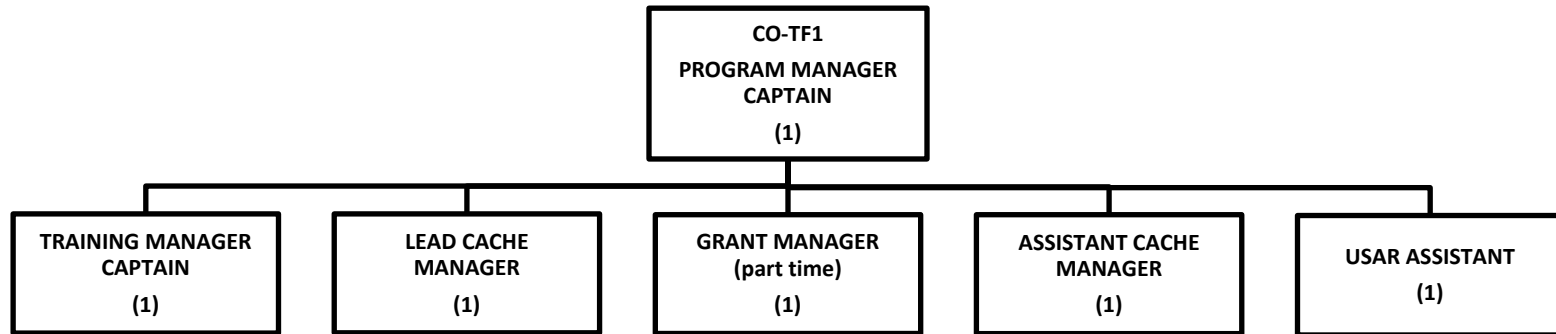 CO-TF1
PROGRAM MANAGER
CAPTAIN
(1)
TRAINING MANAGER
CAPTAIN
(1)
LEAD CACHE
MANAGER
(1)
GRANT MANAGER
(part time)
(1)
ASSISTANT CACHE
MANAGER
(1)
USAR ASSISTANT
(1)